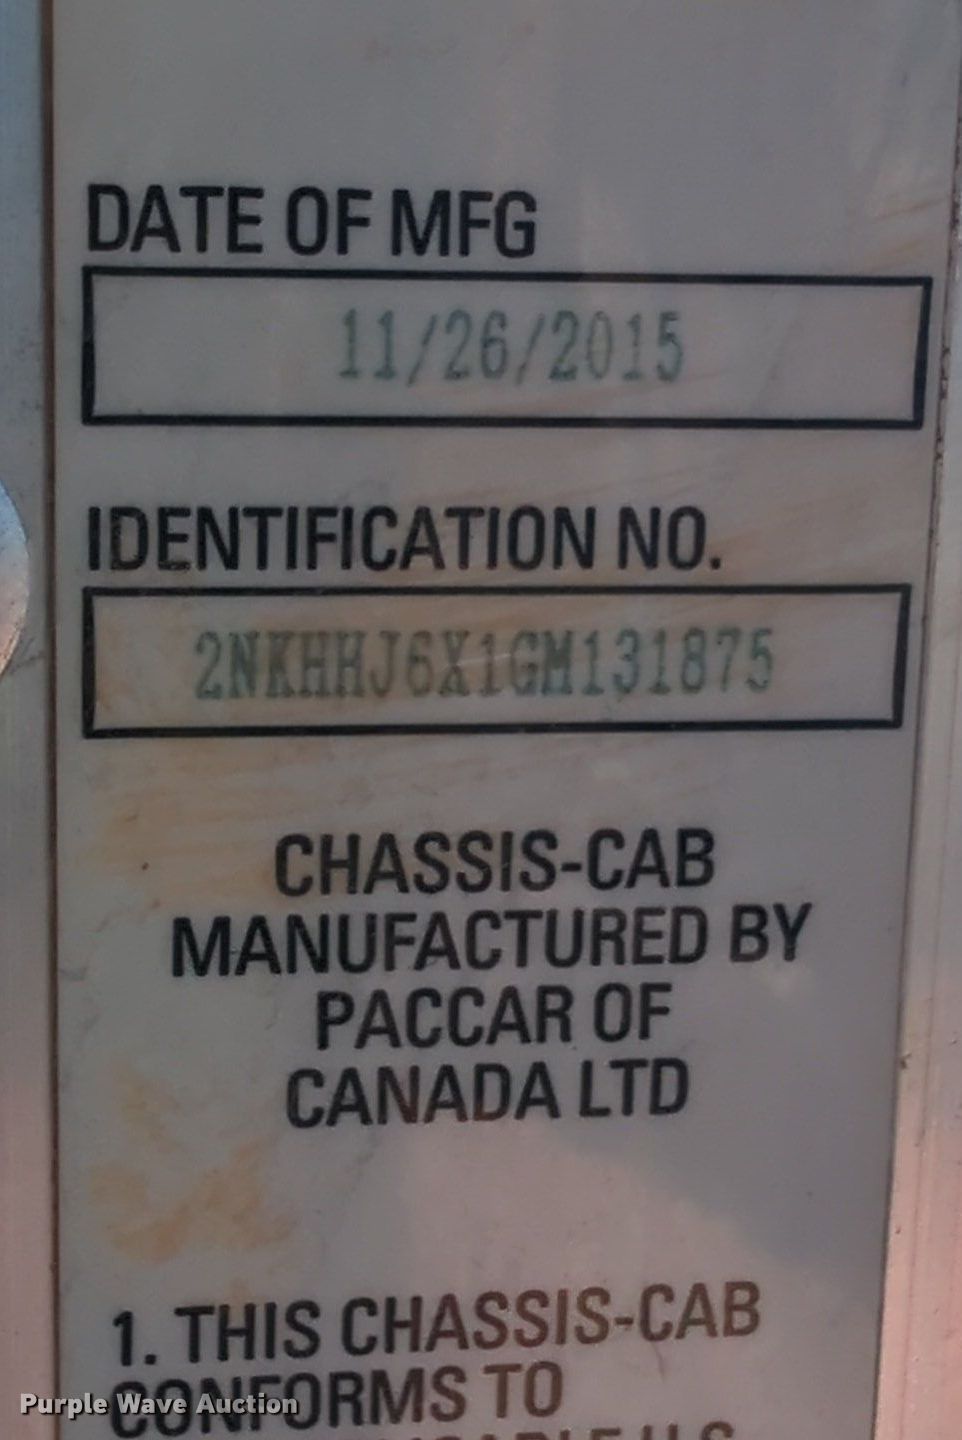 DATE OF MFG
11/26/2015
IDENTIFICATION NO.
2NKHHJ6X1GM131875
CHASSIS-CAB
MANUFACTURED BY
PACCAR OF
CANADA LTD
1. THIS CHASSIS-CAB
CONFORMS TO
Purple Wave Auction